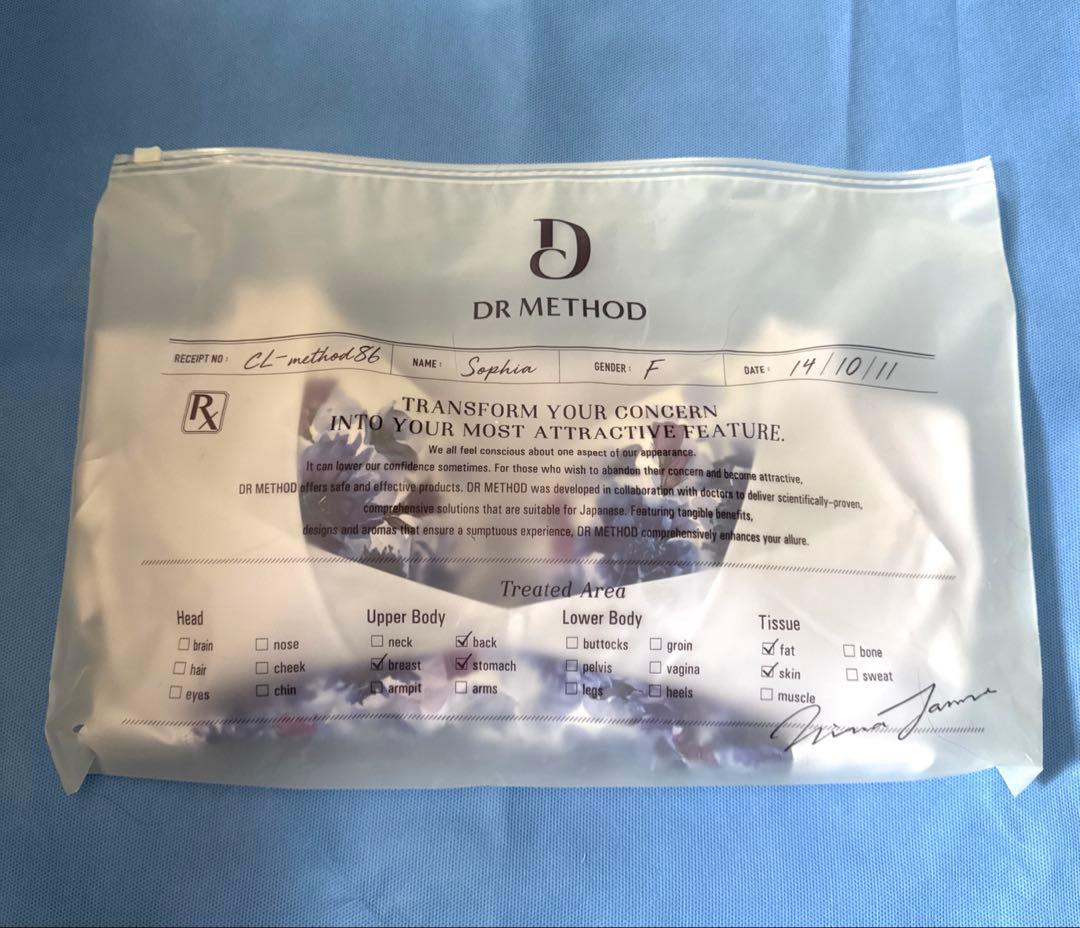 DR METHOD
RECEIPT NO: CL-method86 NAME: Sophia GENDER: F DATE: 14/10/11
Rx
TRANSFORM YOUR CONCERN
INTO YOUR MOST ATTRACTIVE FEATURE.
We all feel conscious about one aspect of our appearance.
It can lower our confidence sometimes. For those who wish to abandon their concern and become attractive,
DR METHOD offers safe and effective products. DR METHOD was developed in collaboration with doctors to deliver scientifically-proven,
comprehensive solutions that are suitable for Japanese. Featuring tangible benefits,
designs and aromas that ensure a sumptuous experience, DR METHOD comprehensively enhances your allure.
Treated Area
Head
brain nose
hair cheek
eyes chin
Upper Body
neck back
breast stomach
armpit arms
Lower Body
buttocks groin
pelvis vagina
legs heels
Tissue
fat bone
skin sweat
muscle